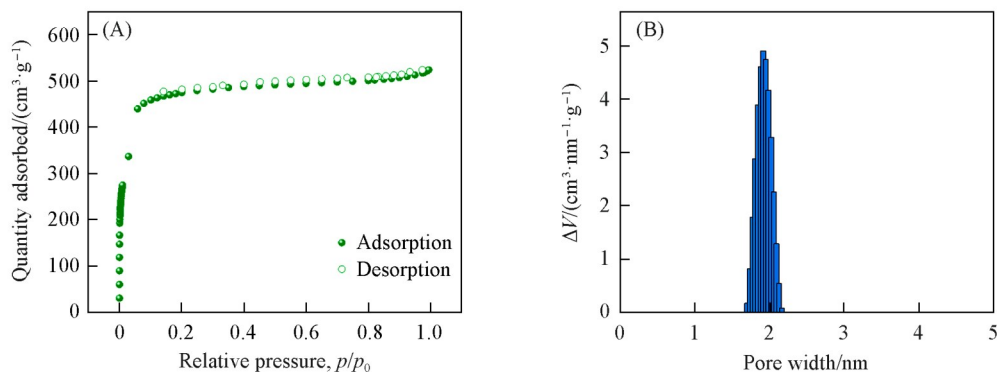 (A)
Quantity adsorbed/(cm³·g⁻¹)
600
500
400
300
200
100
0
Adsorption
Desorption
0 0.2 0.4 0.6 0.8 1.0
Relative pressure, p/p₀
(B)
ΔV/(cm³·nm⁻¹·g⁻¹)
5
4
3
2
1
0
0 1 2 3 4 5
Pore width/nm